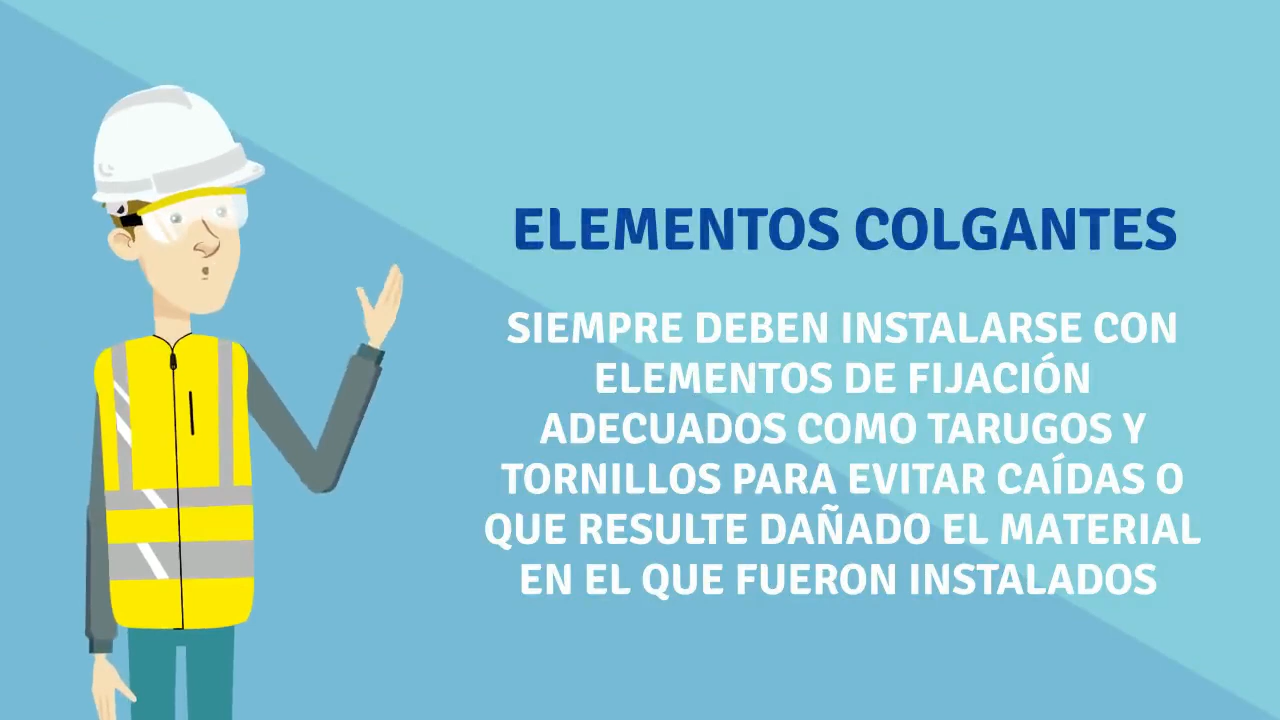 ELEMENTOS COLGANTES
SIEMPRE DEBEN INSTALARSE CON
ELEMENTOS DE FIJACIÓN
ADECUADOS COMO TARUGOS Y
TORNILLOS PARA EVITAR CAÍDAS O
QUE RESULTE DAÑADO EL MATERIAL
EN EL QUE FUERON INSTALADOS